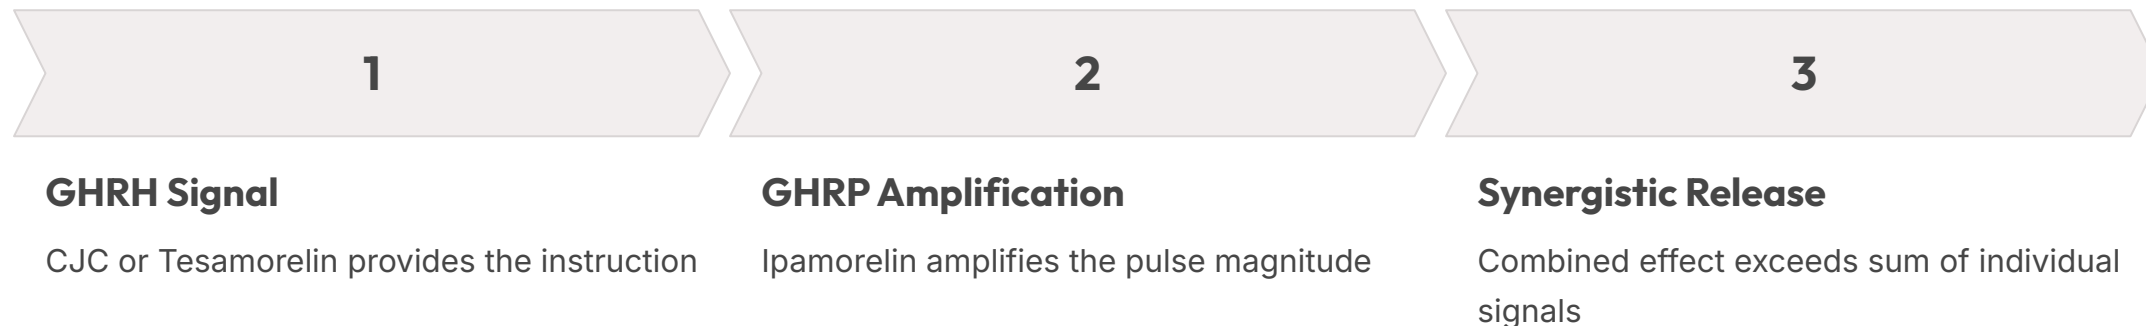 1
2
3
GHRH Signal
CJC or Tesamorelin provides the instruction
GHRP Amplification
Ipamorelin amplifies the pulse magnitude
Synergistic Release
Combined effect exceeds sum of individual
signals